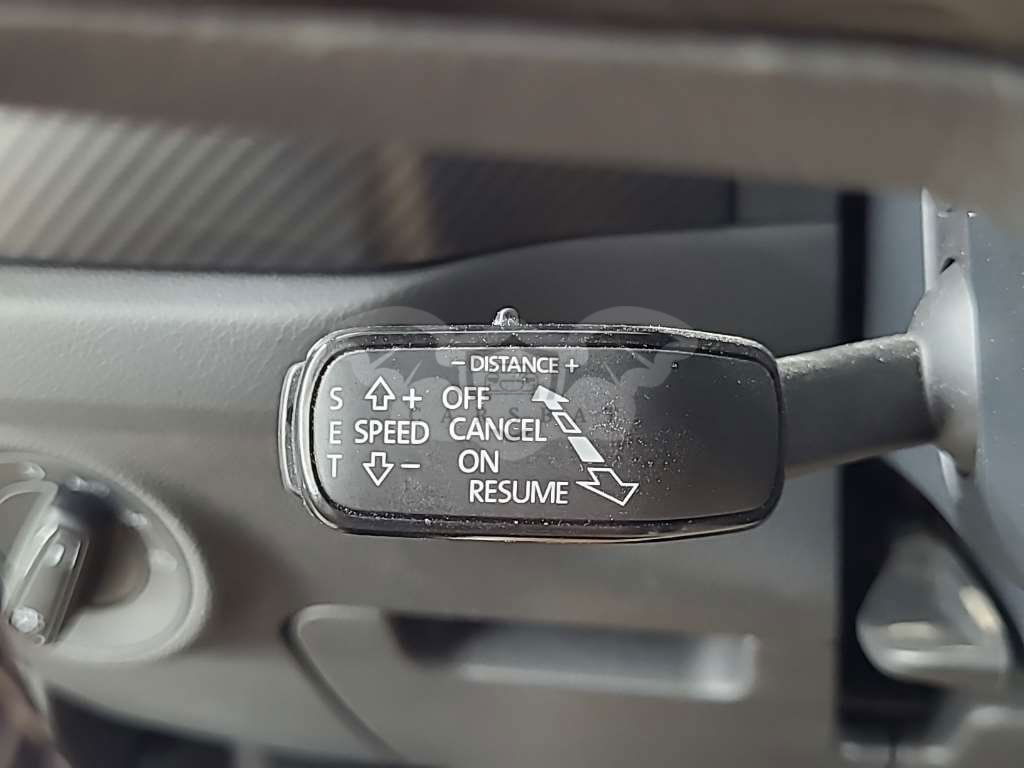 − DISTANCE +
S + OFF
E SPEED CANCEL
T − ON
RESUME